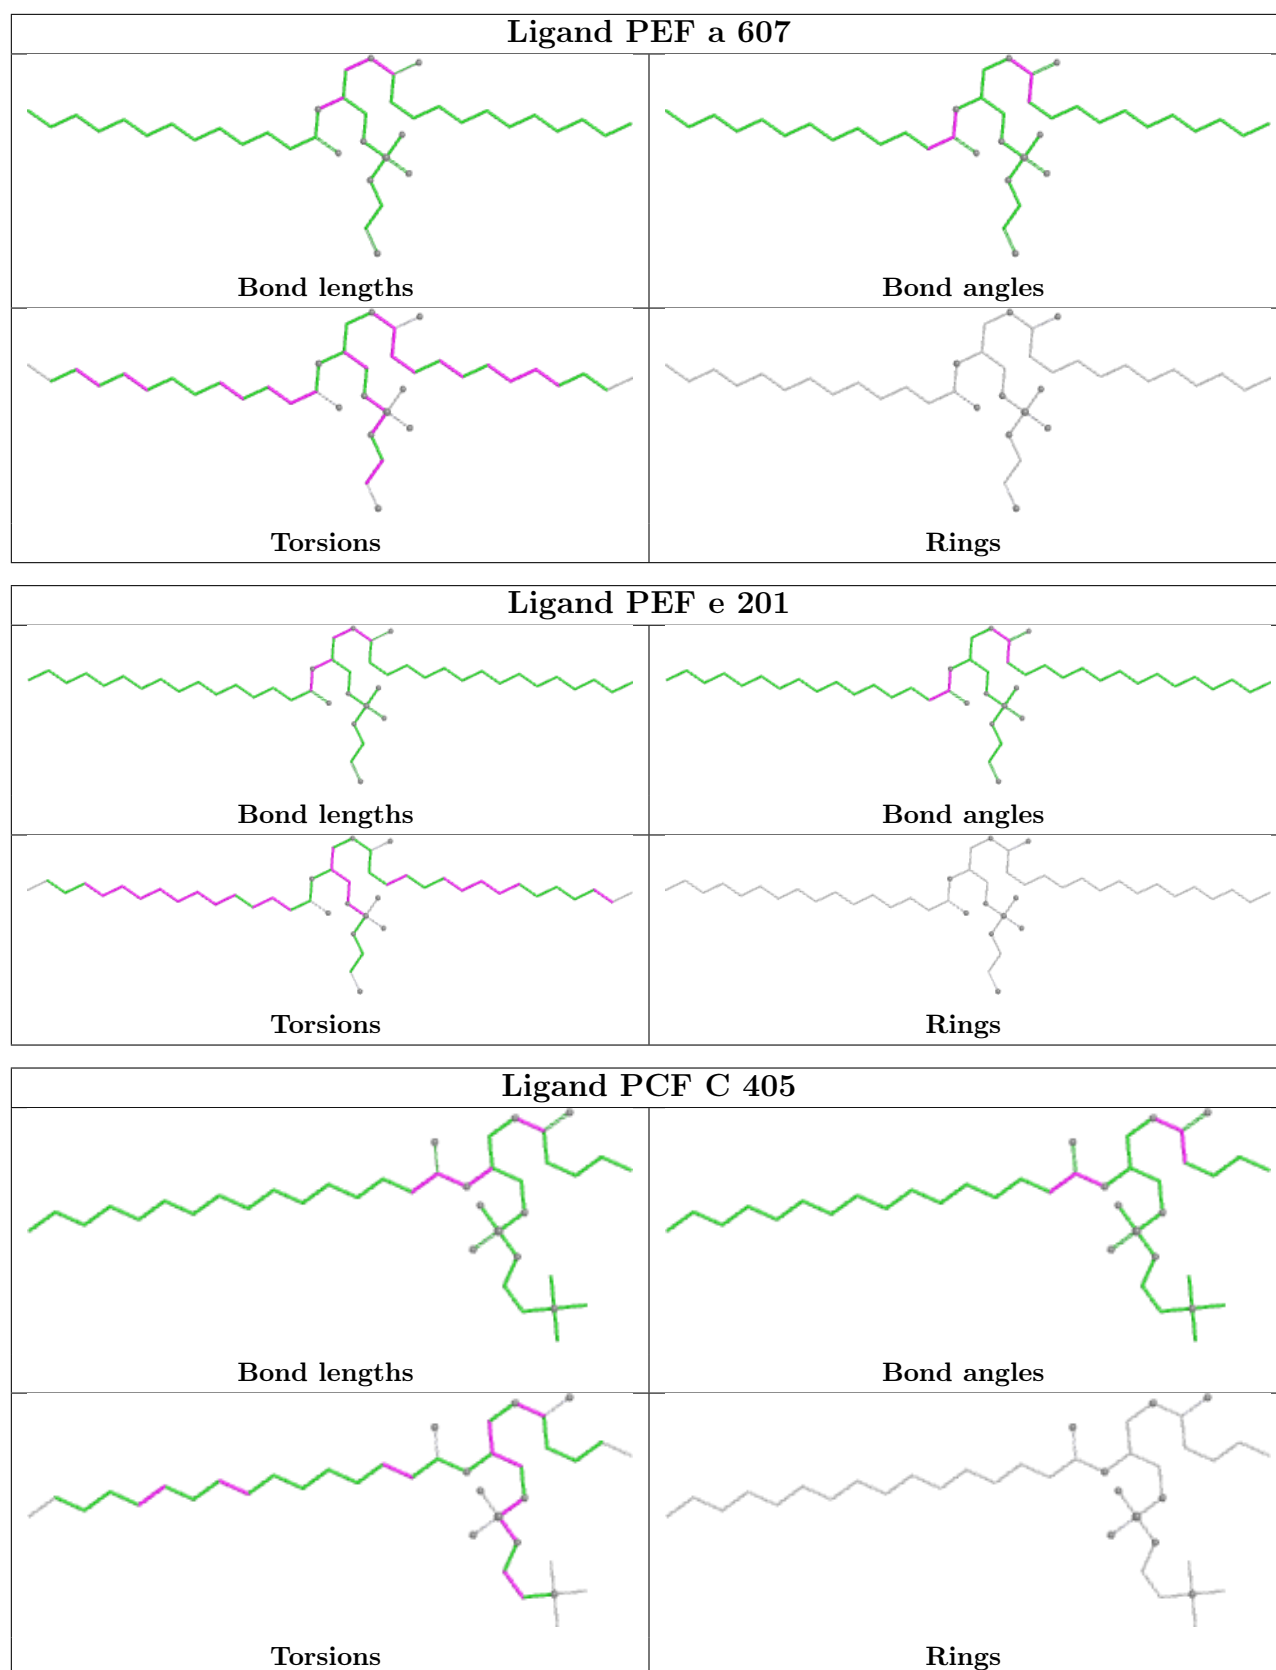 Ligand PEF a 607
Bond lengths
Bond angles
Torsions
Rings
Ligand PEF e 201
Bond lengths
Bond angles
Torsions
Rings
Ligand PCF C 405
Bond lengths
Bond angles
Torsions
Rings